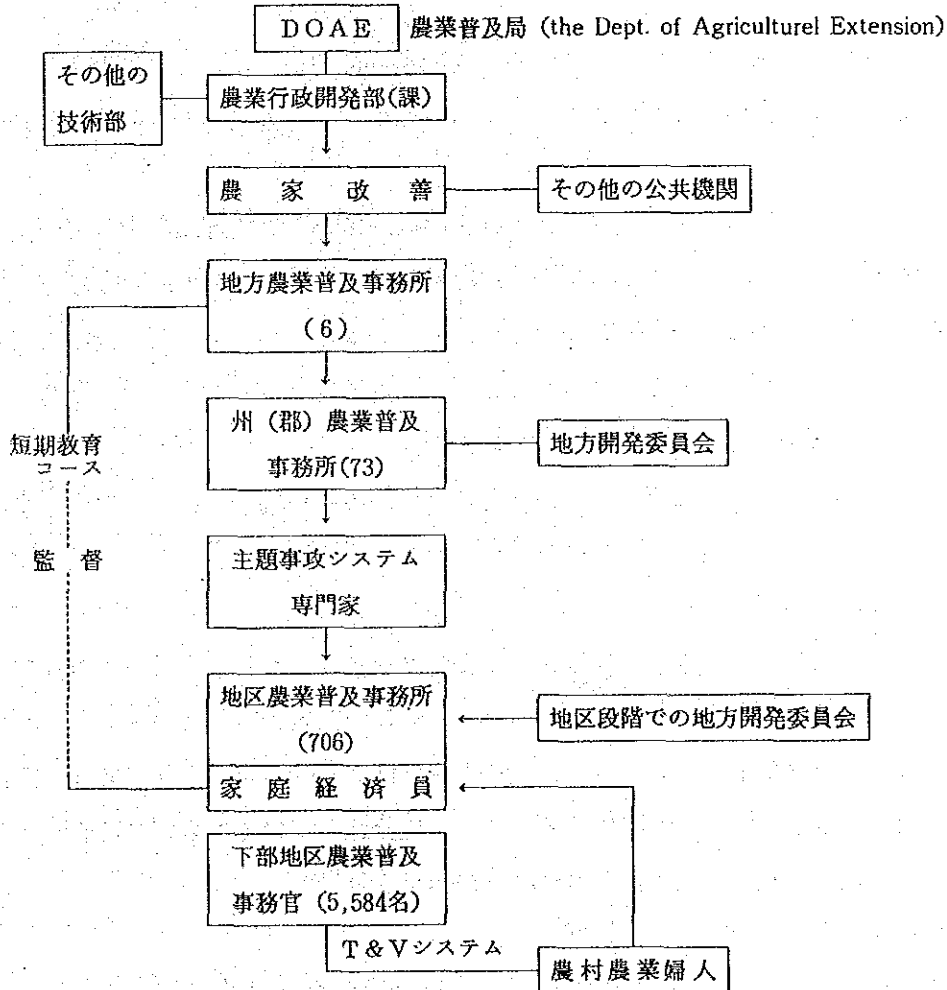 DOAE 農業普及局 (the Dept. of Agriculturel Extension)
その他の
技術部
農業行政開発部(課)
農家改善
その他の公共機関
地方農業普及事務所
(6)
州(郡)農業普及
事務所(73)
地方開発委員会
短期教育
コース
監督
主題事攻システム
専門家
地区農業普及事務所
(706)
地区段階での地方開発委員会
家庭経済員
下部地区農業普及
事務官(5,584名)
T&Vシステム
農村農業婦人